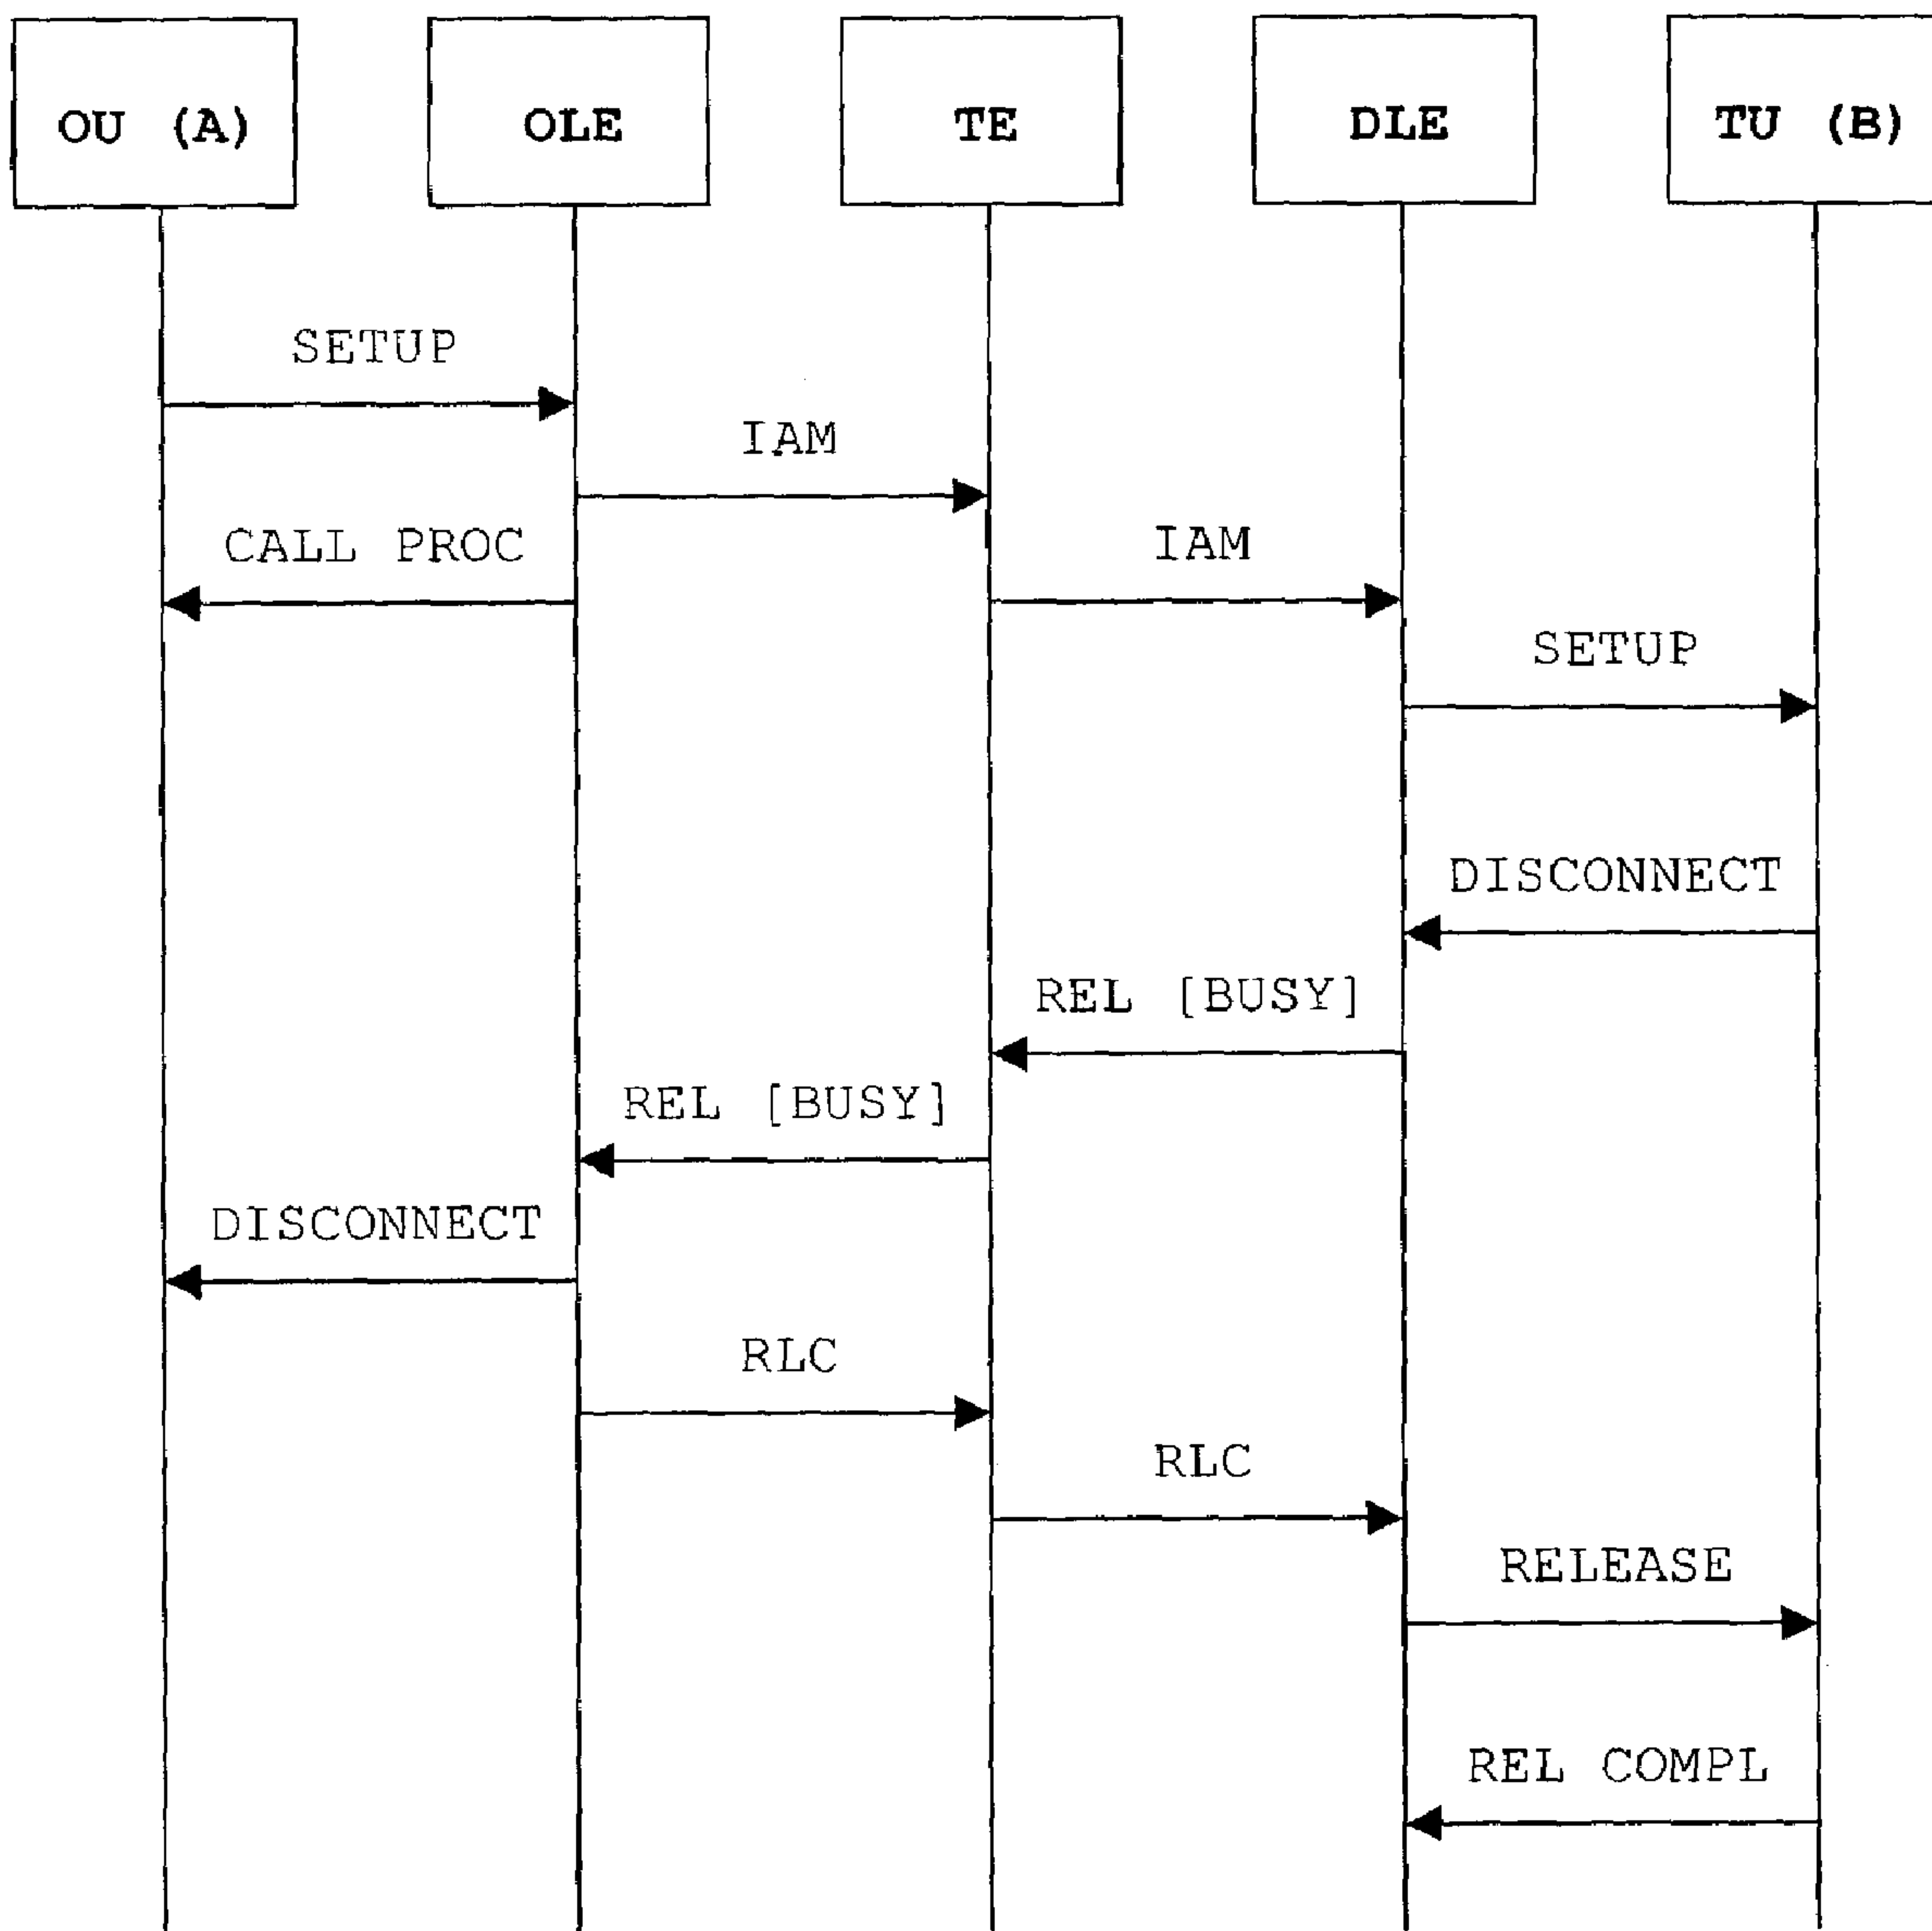 OU (A)
OLE
TE
DLE
TU (B)
SETUP
IAM
CALL PROC
IAM
SETUP
DISCONNECT
REL [BUSY]
REL [BUSY]
DISCONNECT
RLC
RLC
RELEASE
REL COMPL